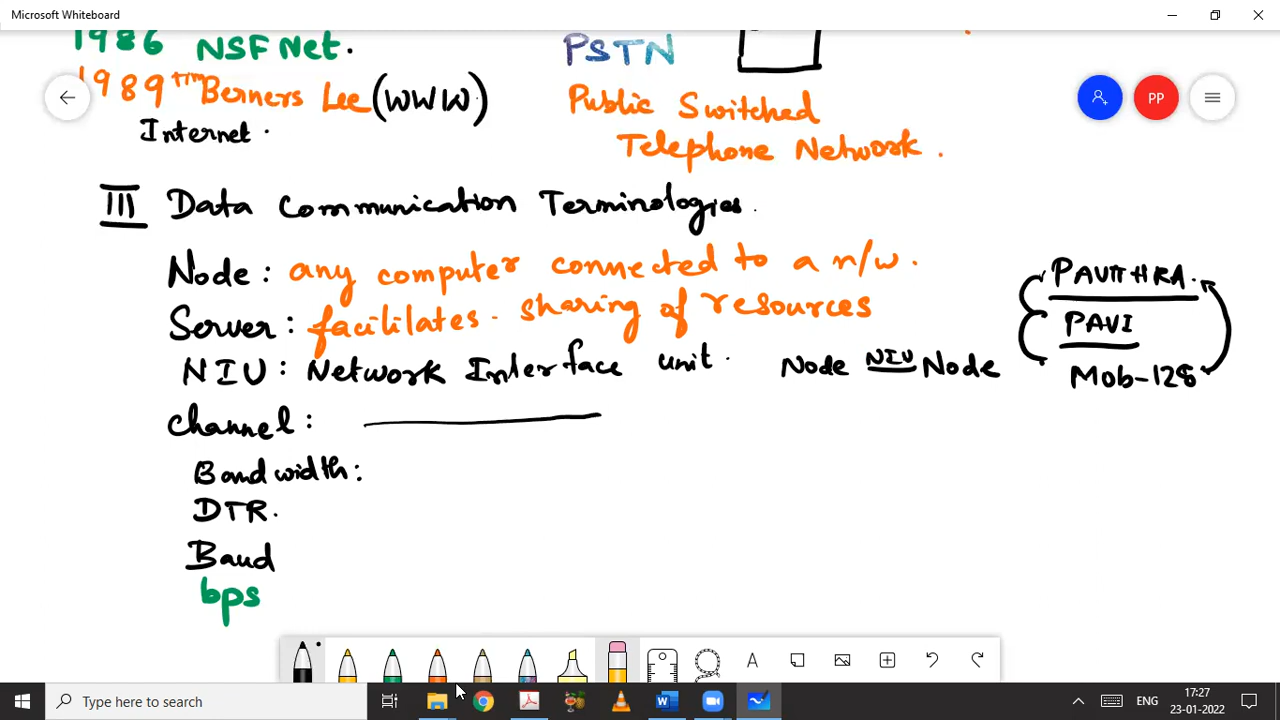 Microsoft Whiteboard
1986 NSFNet.
1989 Tim Berners Lee (WWW)
Internet.
PSTN
Public Switched
Telephone Network.
PP
III Data Communication Terminologies.
Node: any computer connected to a n/w.
Server: facilitates. sharing of resources
NIU: Network Interface unit. Node NIU Node
Channel:
Bandwidth:
DTR.
Baud
bps
PAVITHRA.
PAVI
Mob-128
A
Type here to search
ENG
17:27
23-01-2022